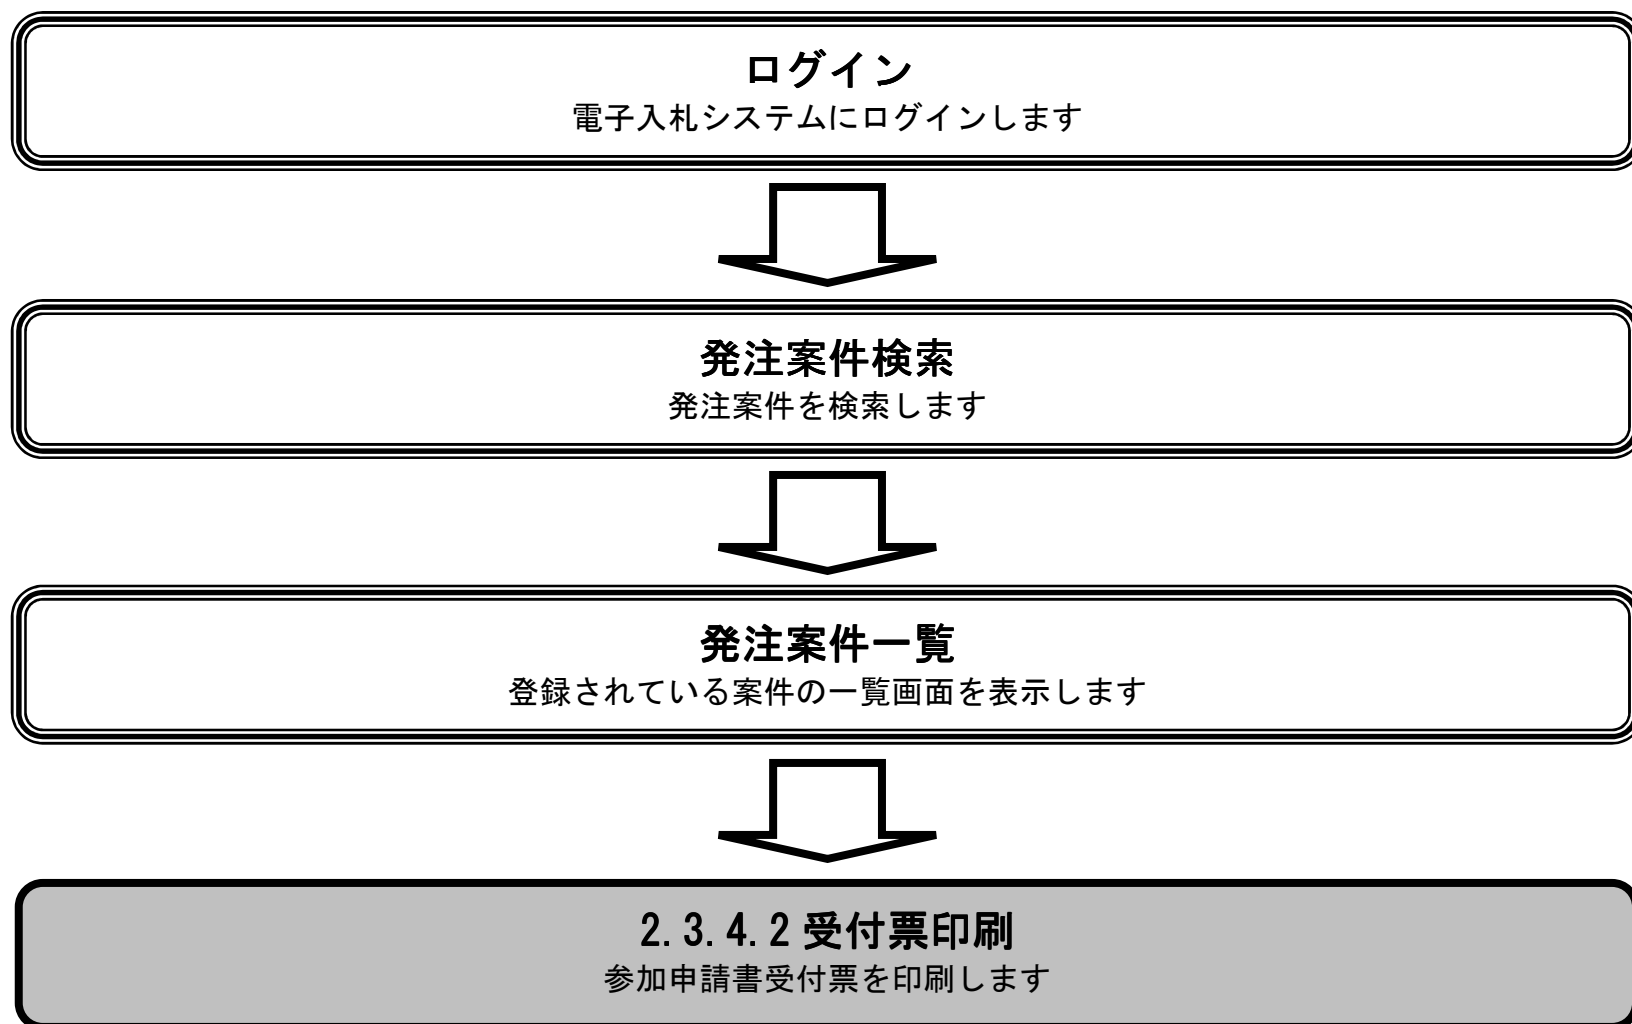 ログイン
電子入札システムにログインします
発注案件検索
発注案件を検索します
発注案件一覧
登録されている案件の一覧画面を表示します
2.3.4.2 受付票印刷
参加申請書受付票を印刷します